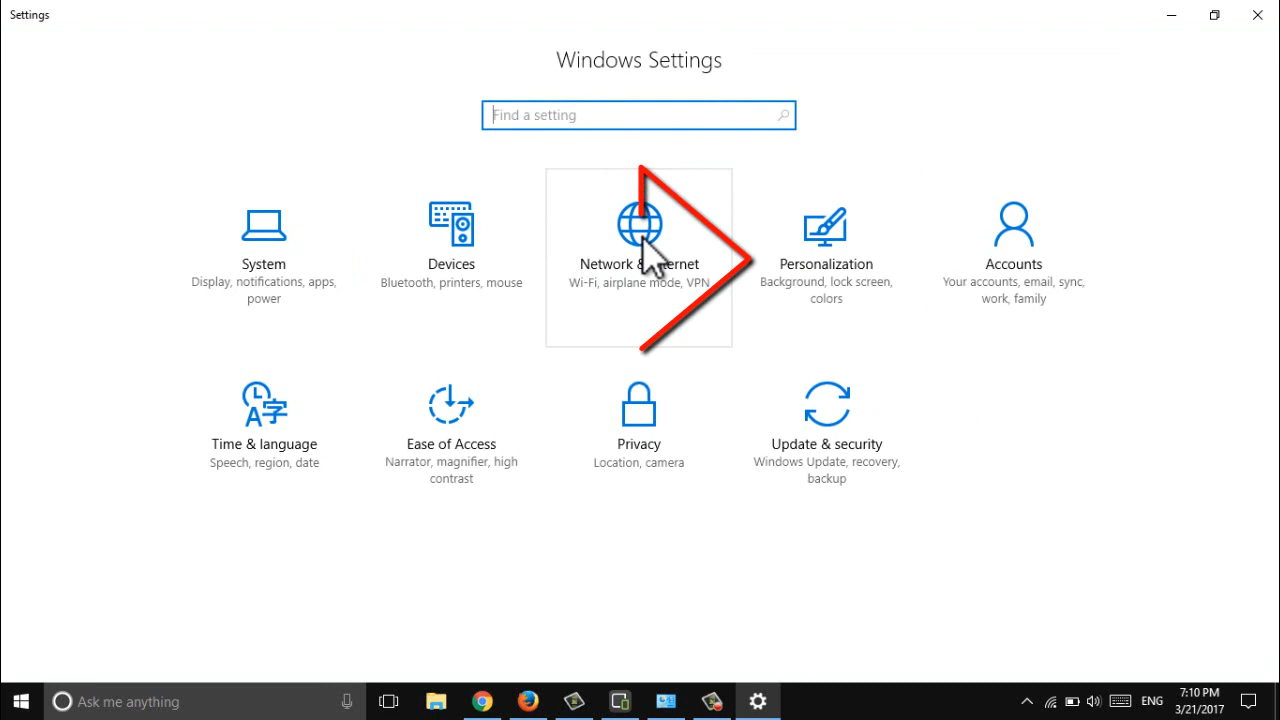 Settings
Windows Settings
Find a setting
System
Display, notifications, apps,
power
Devices
Bluetooth, printers, mouse
Network & Internet
Wi-Fi, airplane mode, VPN
Personalization
Background, lock screen,
colors
Accounts
Your accounts, email, sync,
work, family
Time & language
Speech, region, date
Ease of Access
Narrator, magnifier, high
contrast
Privacy
Location, camera
Update & security
Windows Update, recovery,
backup
Ask me anything
ENG
7:10 PM
3/21/2017